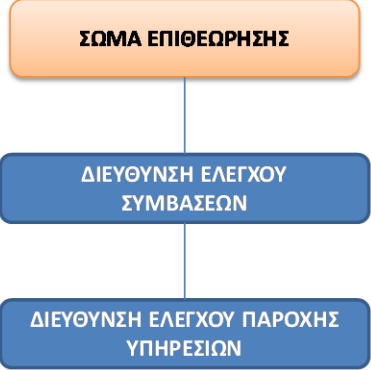 ΣΩΜΑ ΕΠΙΘΕΩΡΗΣΗΣ
ΔΙΕΥΘΥΝΣΗ ΕΛΕΓΧΟΥ
ΣΥΜΒΑΣΕΩΝ
ΔΙΕΥΘΥΝΣΗ ΕΛΕΓΧΟΥ ΠΑΡΟΧΗΣ
ΥΠΗΡΕΣΙΩΝ